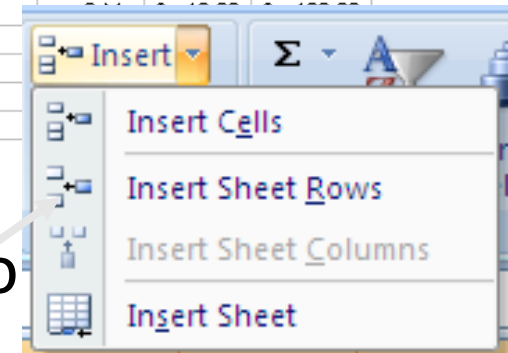 Insert Σ
Insert Cells
Insert Sheet Rows
Insert Sheet Columns
Insert Sheet